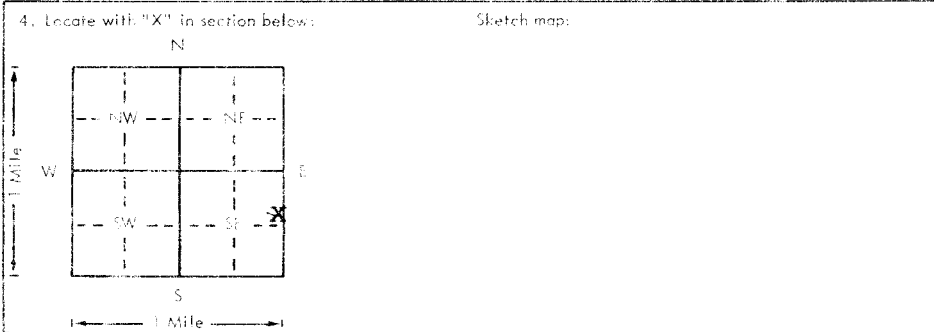 4. Locate with "X" in section below:
Sketch map:
N
NW
NE
W
E
1 Mile
X
SW
SE
S
1 Mile